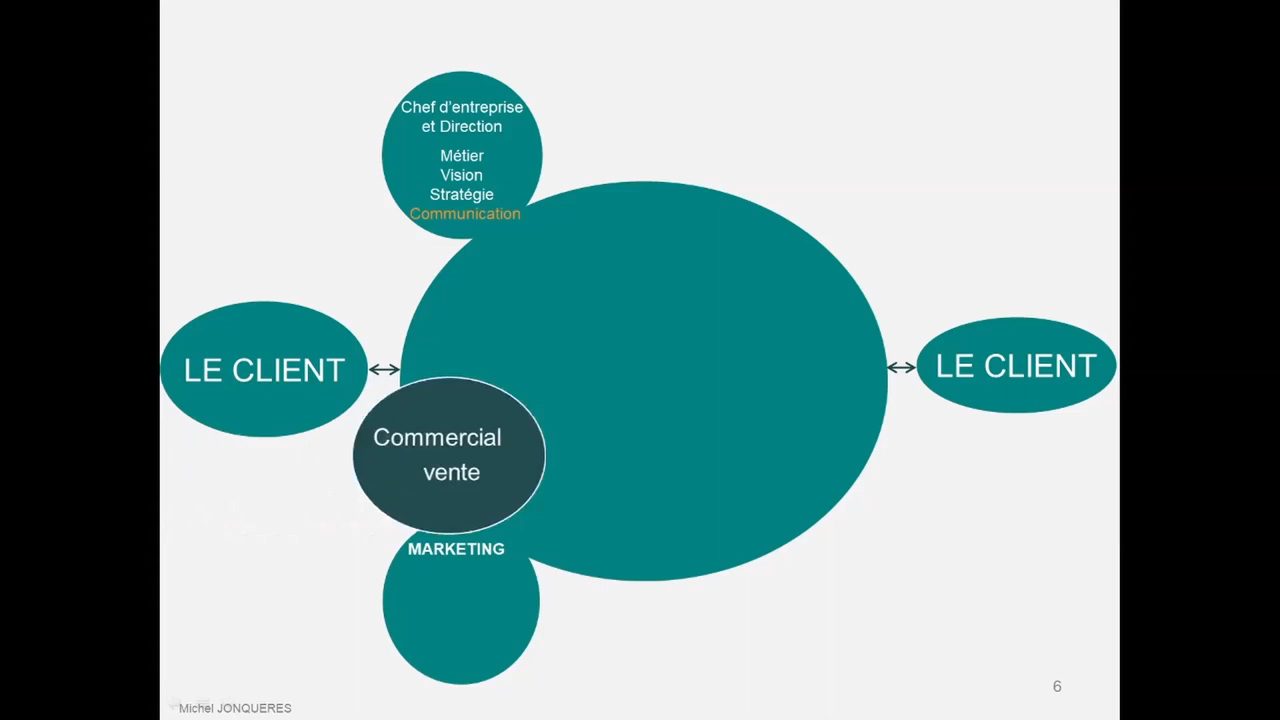 Chef d'entreprise
et Direction
Métier
Vision
Stratégie
Communication
LE CLIENT
LE CLIENT
Commercial
vente
MARKETING
6
Michel JONQUERES